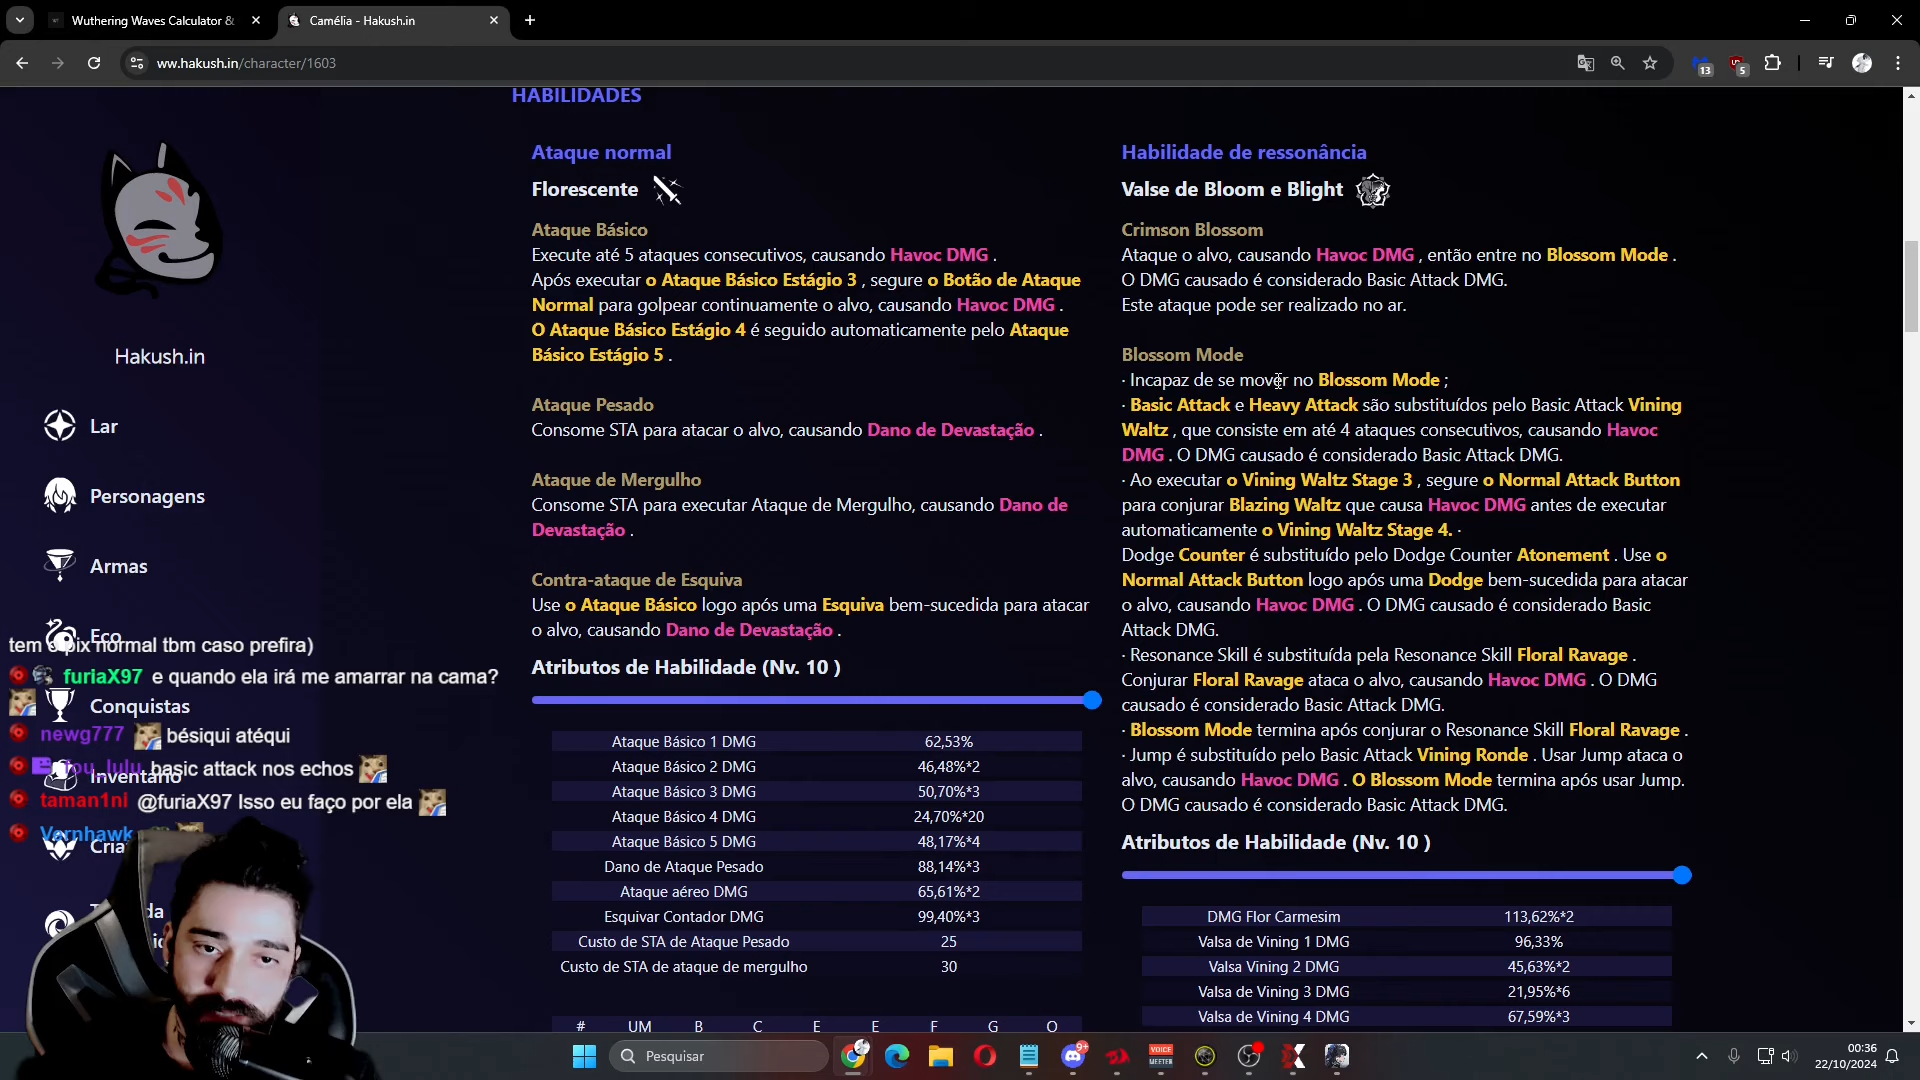 Wuthering Waves Calculator &
Camélia - Hakush.in
ww.hakush.in/character/1603
13
5
HABILIDADES
Hakush.in
Lar
Personagens
Armas
Eco
Conquistas
Inventário
Ataque normal
Florescente
Ataque Básico
Execute até 5 ataques consecutivos, causando Havoc DMG .
Após executar o Ataque Básico Estágio 3 , segure o Botão de Ataque
Normal para golpear continuamente o alvo, causando Havoc DMG .
O Ataque Básico Estágio 4 é seguido automaticamente pelo Ataque
Básico Estágio 5 .
Ataque Pesado
Consome STA para atacar o alvo, causando Dano de Devastação .
Ataque de Mergulho
Consome STA para executar Ataque de Mergulho, causando Dano de
Devastação .
Contra-ataque de Esquiva
Use o Ataque Básico logo após uma Esquiva bem-sucedida para atacar
o alvo, causando Dano de Devastação .
Atributos de Habilidade (Nv. 10 )
Ataque Básico 1 DMG 62,53%
Ataque Básico 2 DMG 46,48%*2
Ataque Básico 3 DMG 50,70%*3
Ataque Básico 4 DMG 24,70%*20
Ataque Básico 5 DMG 48,17%*4
Dano de Ataque Pesado 88,14%*3
Ataque aéreo DMG 65,61%*2
Esquivar Contador DMG 99,40%*3
Custo de STA de Ataque Pesado 25
Custo de STA de ataque de mergulho 30
# UM B C E E F G O
Habilidade de ressonância
Valse de Bloom e Blight
Crimson Blossom
Ataque o alvo, causando Havoc DMG , então entre no Blossom Mode .
O DMG causado é considerado Basic Attack DMG.
Este ataque pode ser realizado no ar.
Blossom Mode
· Incapaz de se mover no Blossom Mode ;
· Basic Attack e Heavy Attack são substituídos pelo Basic Attack Vining
Waltz , que consiste em até 4 ataques consecutivos, causando Havoc
DMG . O DMG causado é considerado Basic Attack DMG.
· Ao executar o Vining Waltz Stage 3 , segure o Normal Attack Button
para conjurar Blazing Waltz que causa Havoc DMG antes de executar
automaticamente o Vining Waltz Stage 4. ·
Dodge Counter é substituído pelo Dodge Counter Atonement . Use o
Normal Attack Button logo após uma Dodge bem-sucedida para atacar
o alvo, causando Havoc DMG . O DMG causado é considerado Basic
Attack DMG.
· Resonance Skill é substituída pela Resonance Skill Floral Ravage .
Conjurar Floral Ravage ataca o alvo, causando Havoc DMG . O DMG
causado é considerado Basic Attack DMG.
· Blossom Mode termina após conjurar o Resonance Skill Floral Ravage .
· Jump é substituído pelo Basic Attack Vining Ronde . Usar Jump ataca o
alvo, causando Havoc DMG . O Blossom Mode termina após usar Jump.
O DMG causado é considerado Basic Attack DMG.
Atributos de Habilidade (Nv. 10 )
DMG Flor Carmesim 113,62%*2
Valsa de Vining 1 DMG 96,33%
Valsa Vining 2 DMG 45,63%*2
Valsa de Vining 3 DMG 21,95%*6
Valsa de Vining 4 DMG 67,59%*3
tem o pix normal tbm caso prefira)
furiaX97 e quando ela irá me amarrar na cama?
newg777 bésiqui atéqui
basic attack nos echos
taman1ni @furiaX97 Isso eu faço por ela
Vernhawk
Pesquisar
9+
VOICE
MEETER
00:36
22/10/2024